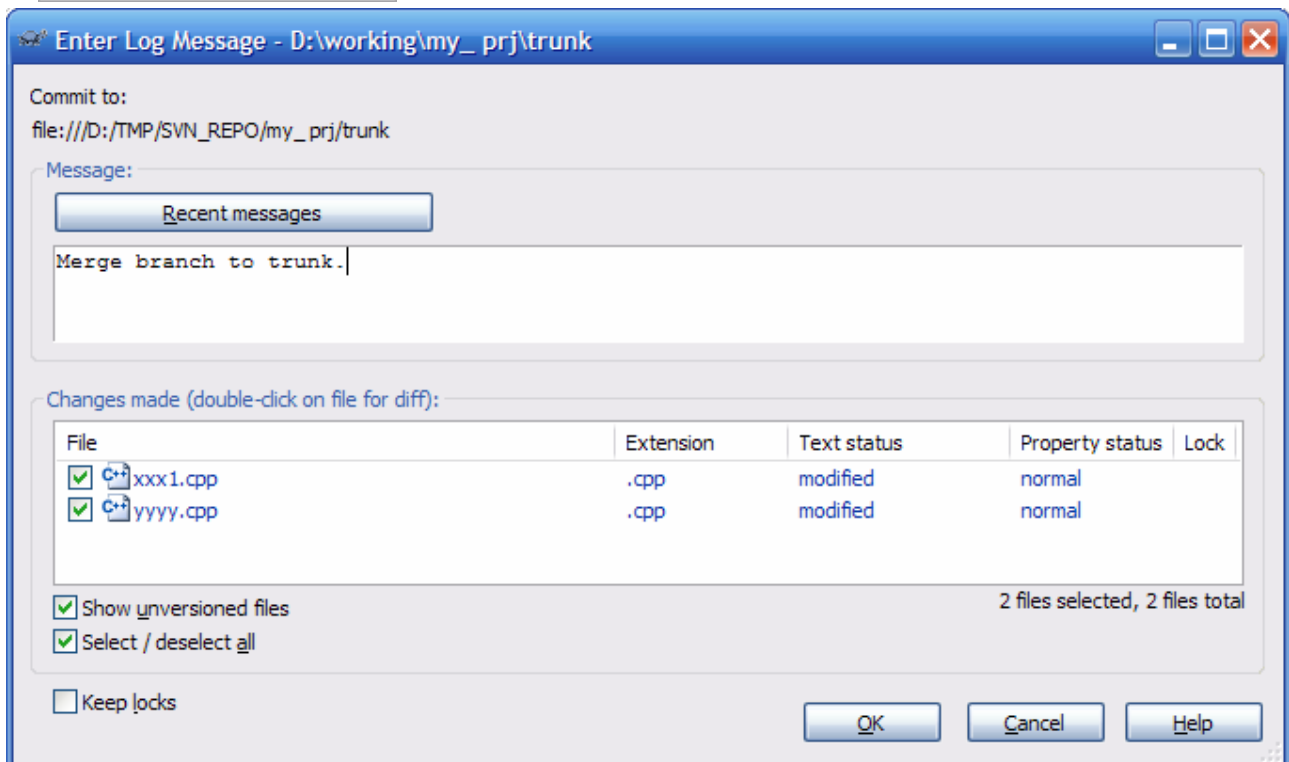 Enter Log Message - D:\working\my_ prj\trunk
Commit to:
file:///D:/TMP/SVN_REPO/my_ prj/trunk
Message:
Recent messages
Merge branch to trunk.
Changes made (double-click on file for diff):
File Extension Text status Property status Lock
C++ xxx1.cpp .cpp modified normal
C++ yyyy.cpp .cpp modified normal
Show unversioned files 2 files selected, 2 files total
Select / deselect all
Keep locks
OK Cancel Help